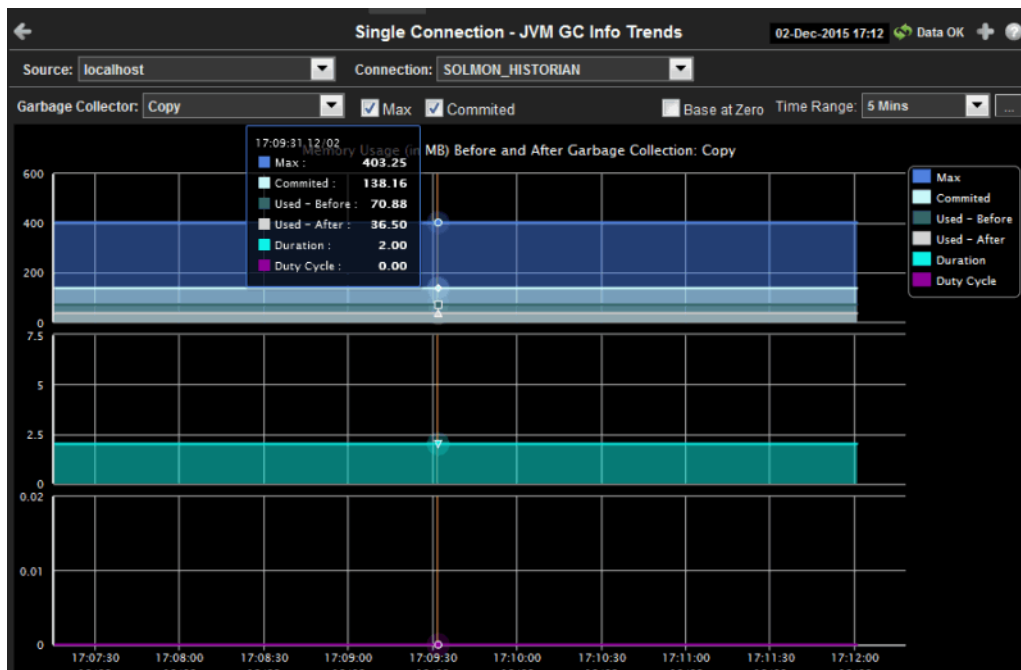 Single Connection - JVM GC Info Trends
02-Dec-2015 17:12 Data OK
Source: localhost Connection: SOLMON_HISTORIAN
Garbage Collector: Copy Max Commited Base at Zero Time Range: 5 Mins ...
Memory Usage (in MB) Before and After Garbage Collection: Copy
17:09:31 12/02
Max : 403.25
Commited : 138.16
Used - Before : 70.88
Used - After : 36.50
Duration : 2.00
Duty Cycle : 0.00
Max
Commited
Used - Before
Used - After
Duration
Duty Cycle
600
400
200
0
7.5
5
2.5
0
0.02
0.01
0
17:07:30 17:08:00 17:08:30 17:09:00 17:09:30 17:10:00 17:10:30 17:11:00 17:11:30 17:12:00